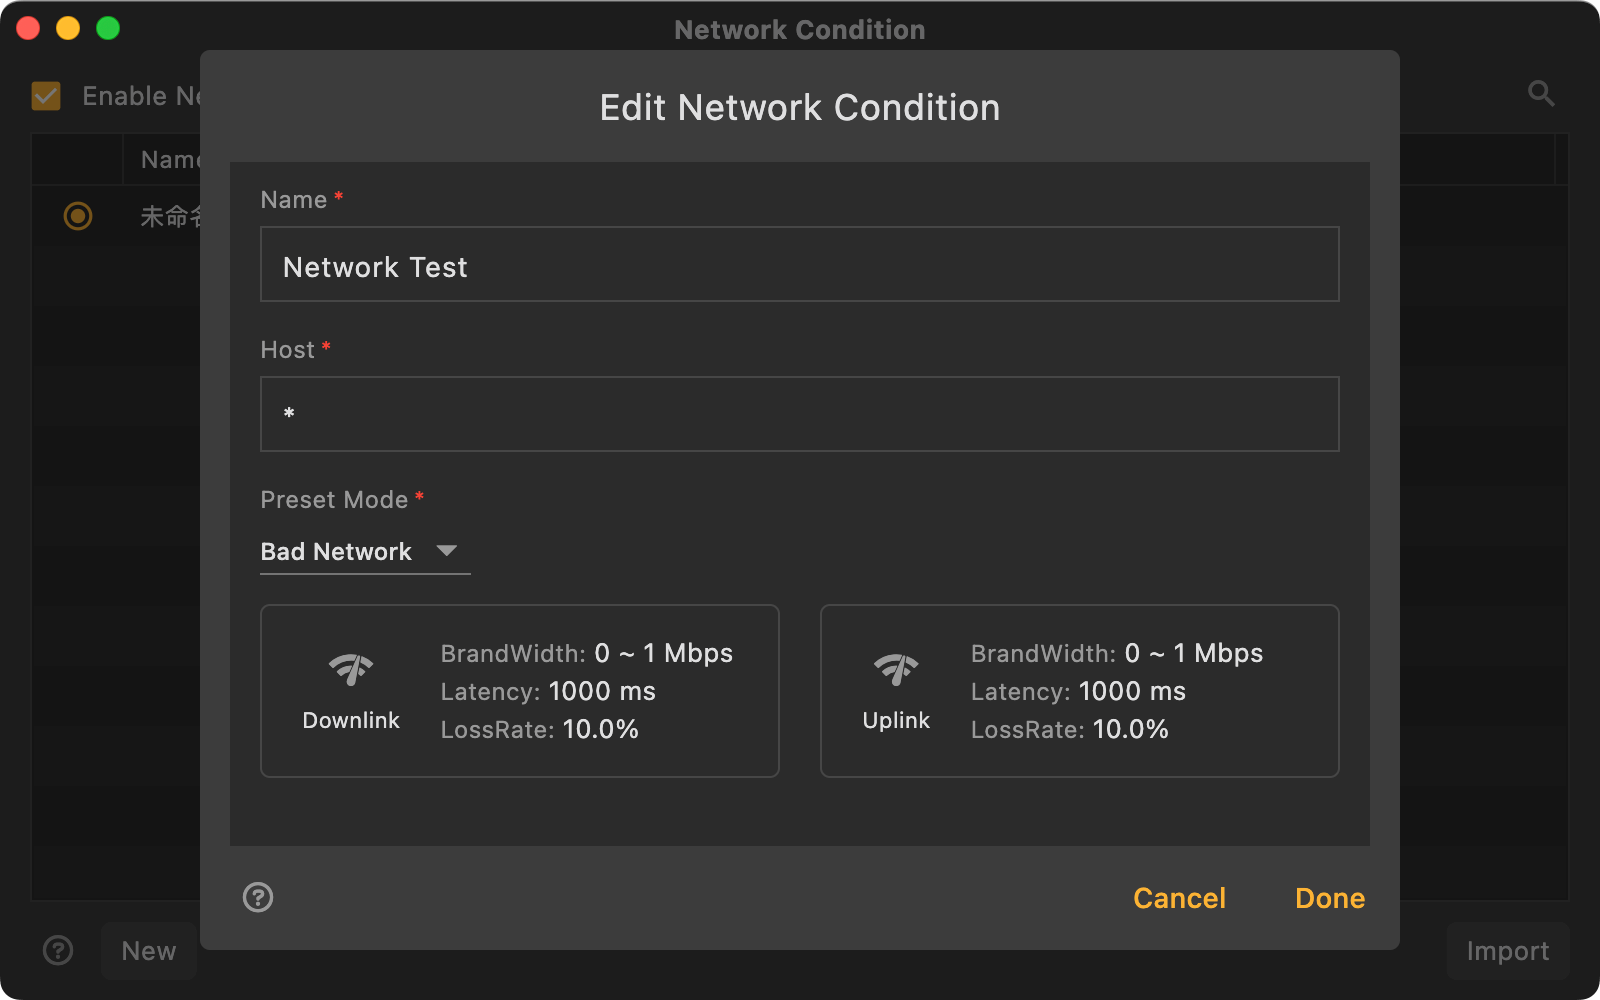 Network Condition
Enable Ne
Name
未命名
Edit Network Condition
Name *
Network Test
Host *
*
Preset Mode *
Bad Network
Downlink
BrandWidth: 0 ~ 1 Mbps
Latency: 1000 ms
LossRate: 10.0%
Uplink
BrandWidth: 0 ~ 1 Mbps
Latency: 1000 ms
LossRate: 10.0%
?
Cancel
Done
?
New
Import